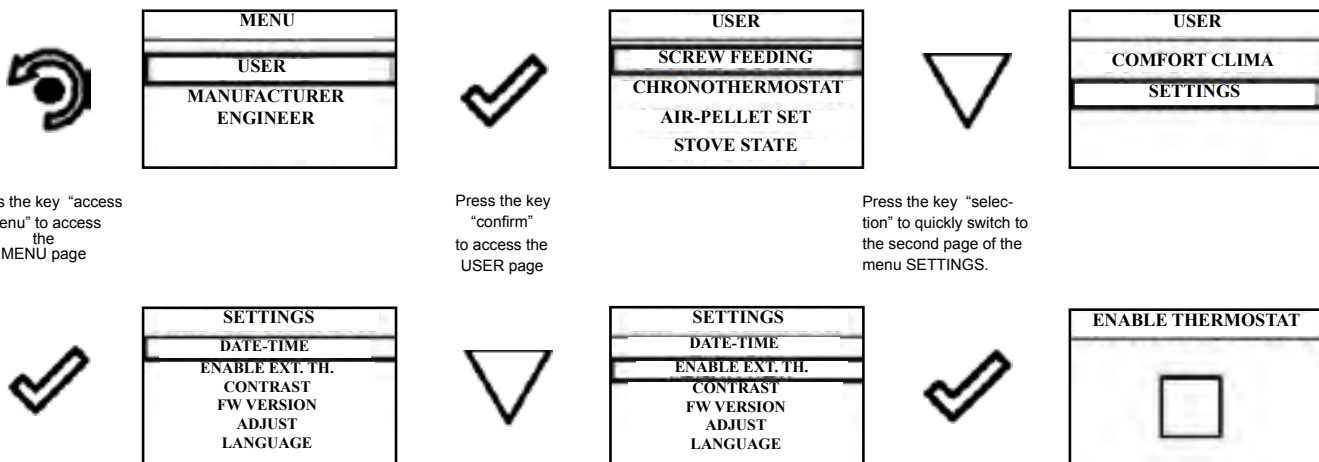 MENU
USER
MANUFACTURER
ENGINEER
USER
SCREW FEEDING
CHRONOTHERMOSTAT
AIR-PELLET SET
STOVE STATE
USER
COMFORT CLIMA
SETTINGS
the key “access
to access
the
MENU page
Press the key
“confirm”
to access the
USER page
Press the key “selec-
tion” to quickly switch to
the second page of the
menu SETTINGS.
SETTINGS
DATE-TIME
ENABLE EXT. TH.
CONTRAST
FW VERSION
ADJUST
LANGUAGE
SETTINGS
DATE-TIME
ENABLE EXT. TH.
CONTRAST
FW VERSION
ADJUST
LANGUAGE
ENABLE THERMOSTAT